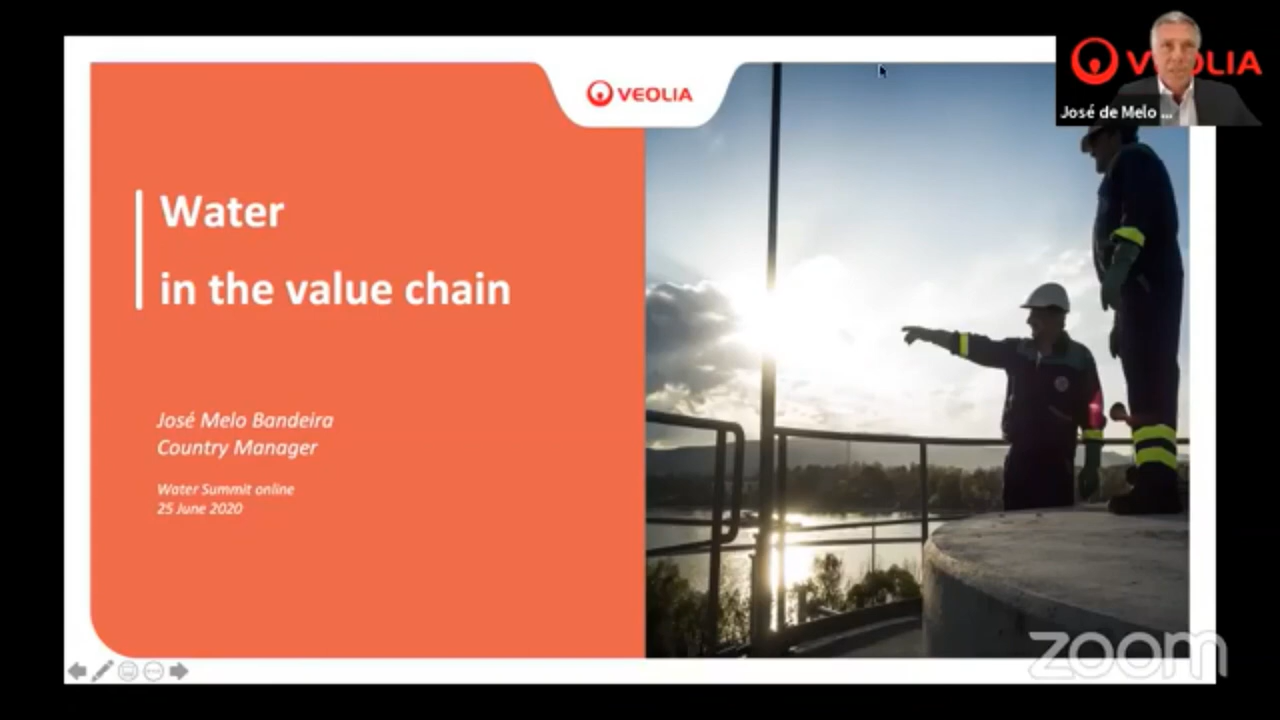 VEOLIA
José de Melo ...
VEOLIA
Water
in the value chain
José Melo Bandeira
Country Manager
Water Summit online
25 June 2020
zoom